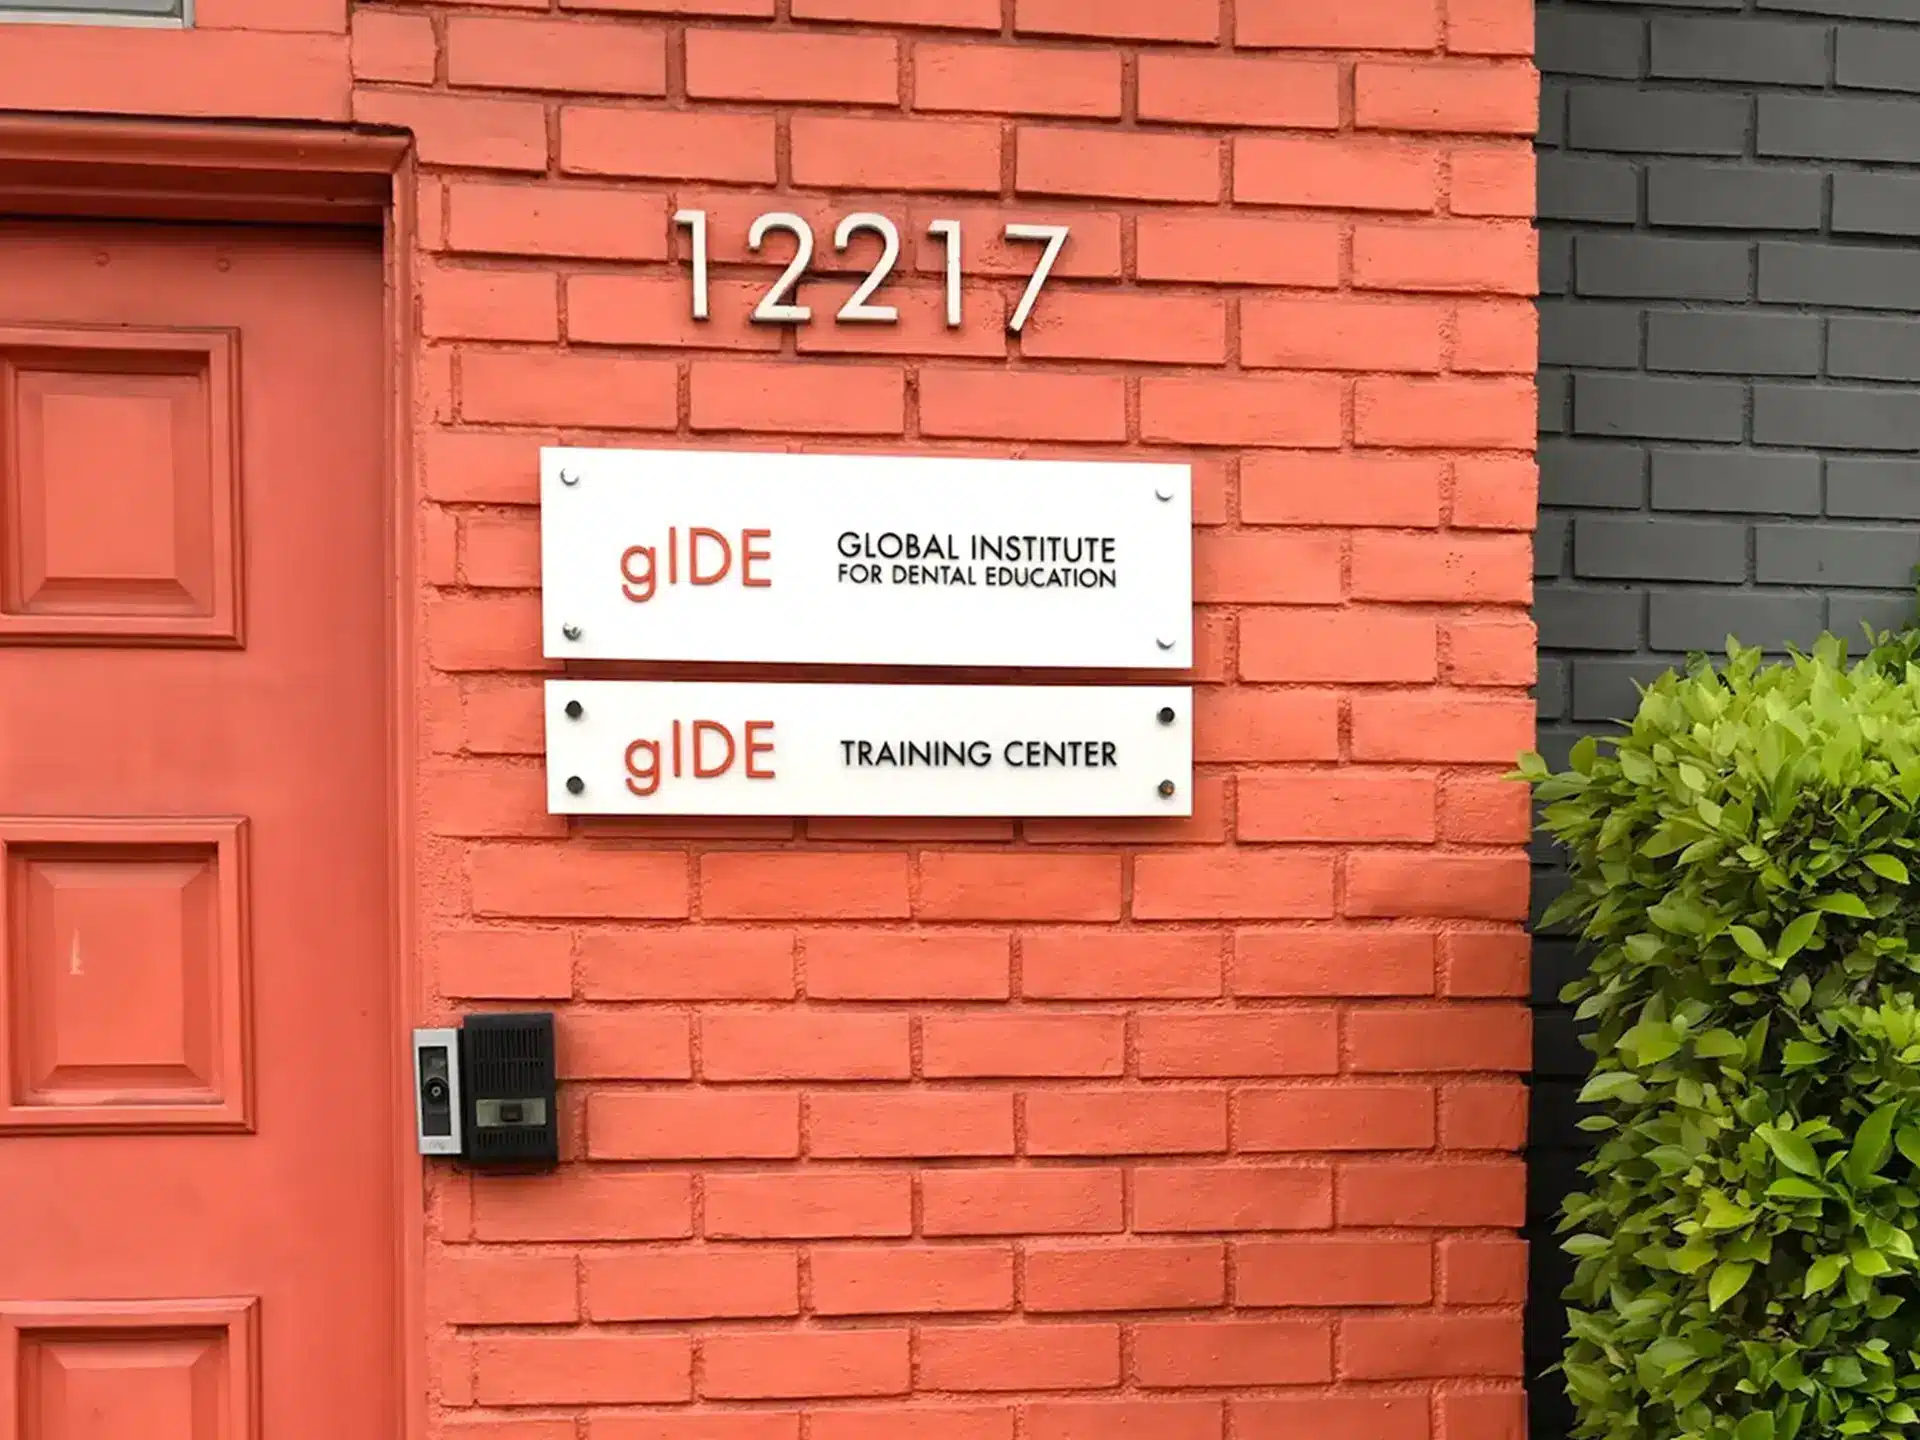 12217
gIDE GLOBAL INSTITUTE
FOR DENTAL EDUCATION
gIDE TRAINING CENTER